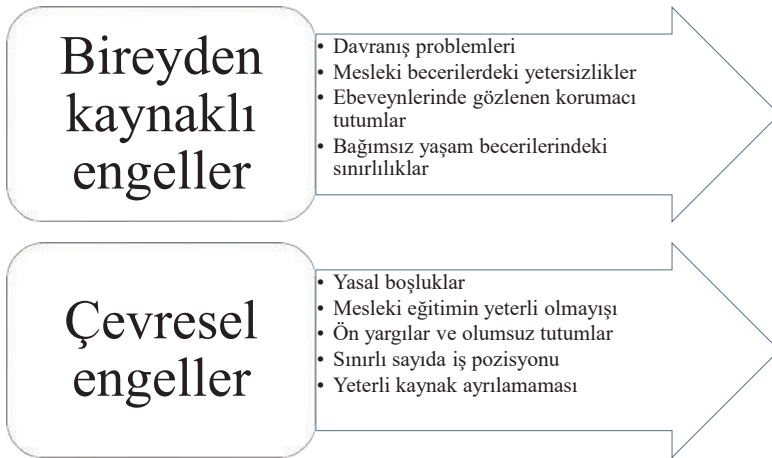 Bireyden
kaynaklı
engeller
• Davranış problemleri
• Mesleki becerilerdeki yetersizlikler
• Ebeveynlerinde gözlenen korumacı
tutumlar
• Bağımsız yaşam becerilerindeki
sınırlılıklar
Çevresel
engeller
• Yasal boşluklar
• Mesleki eğitimin yeterli olmayışı
• Ön yargılar ve olumsuz tutumlar
• Sınırlı sayıda iş pozisyonu
• Yeterli kaynak ayrılamaması